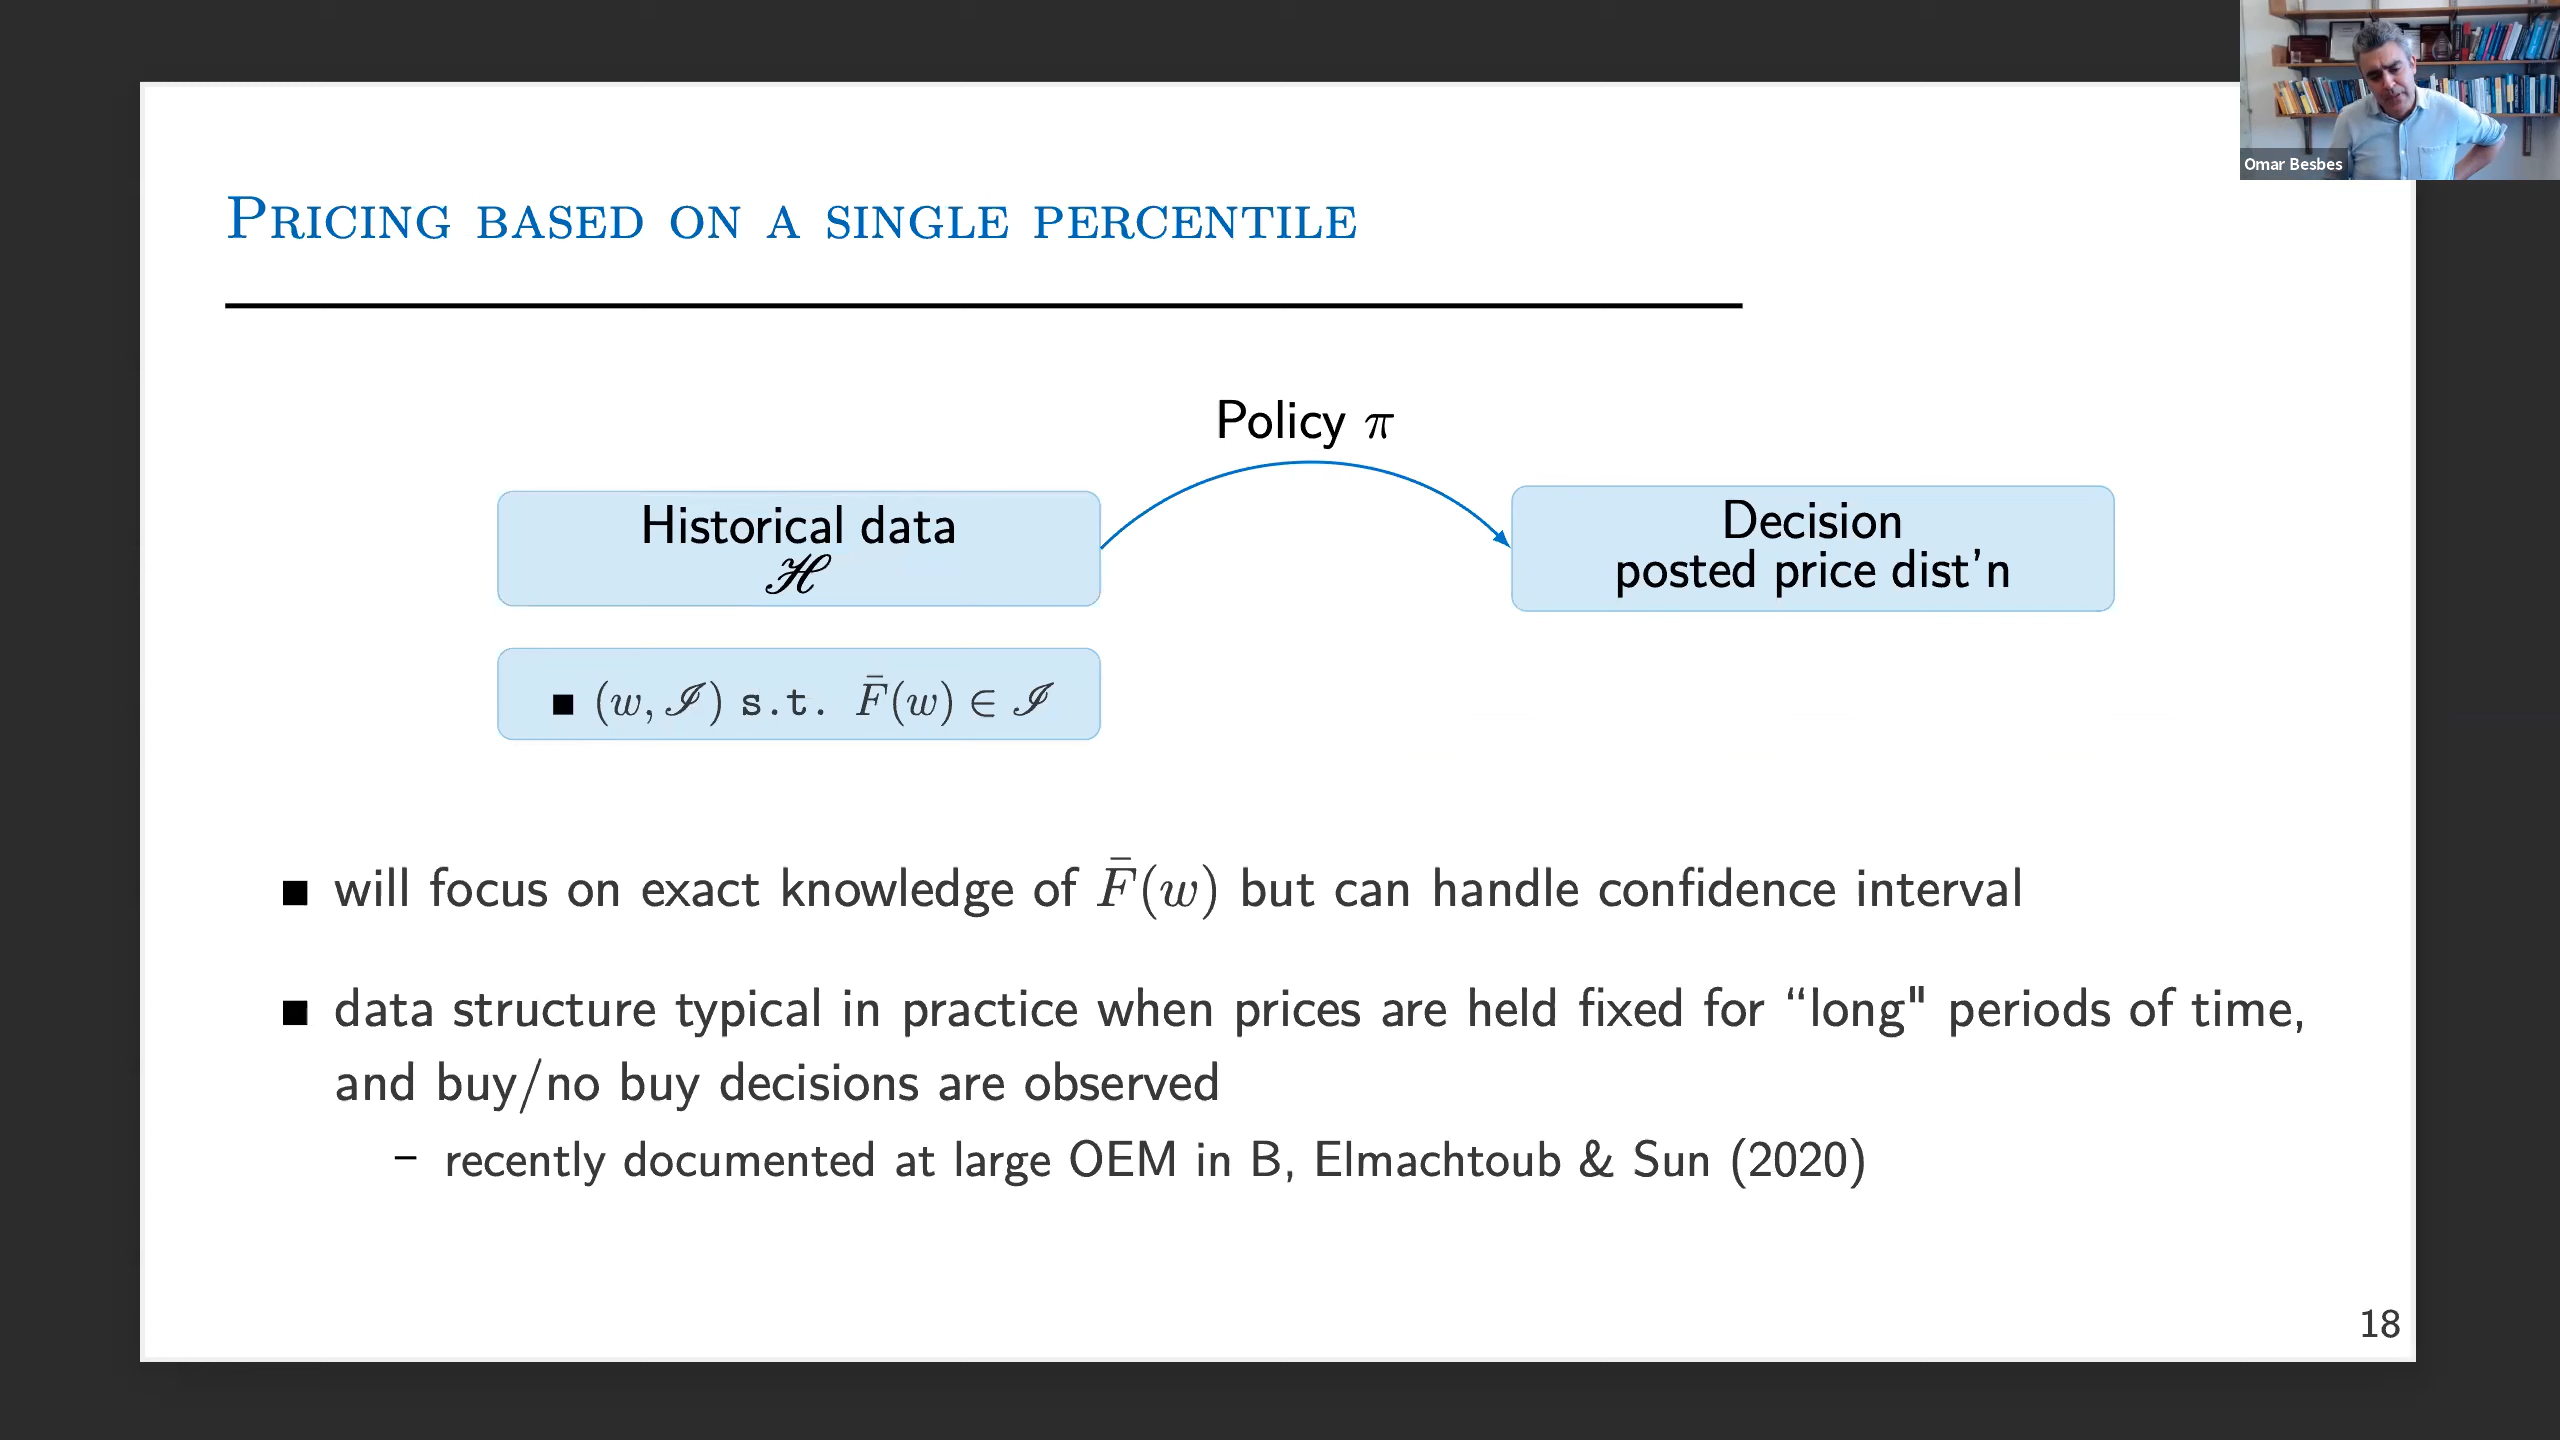 Omar Besbes
Pricing based on a single percentile
Policy π
Historical data
ℋ
Decision
posted price dist'n
■ (w, ℐ) s.t. F̄(w) ∈ ℐ
■ will focus on exact knowledge of F̄(w) but can handle confidence interval
■ data structure typical in practice when prices are held fixed for “long" periods of time,
and buy/no buy decisions are observed
– recently documented at large OEM in B, Elmachtoub & Sun (2020)
18